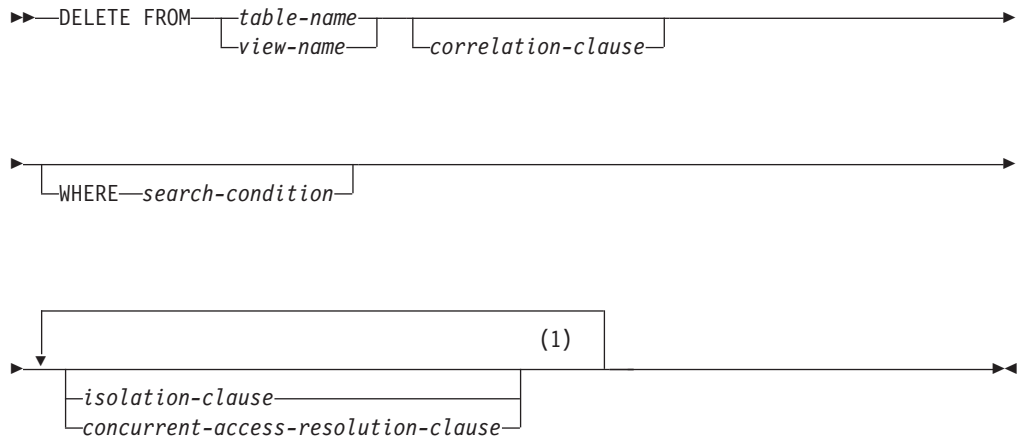 DELETE FROM table-name
view-name correlation-clause
WHERE search-condition
(1)
isolation-clause
concurrent-access-resolution-clause